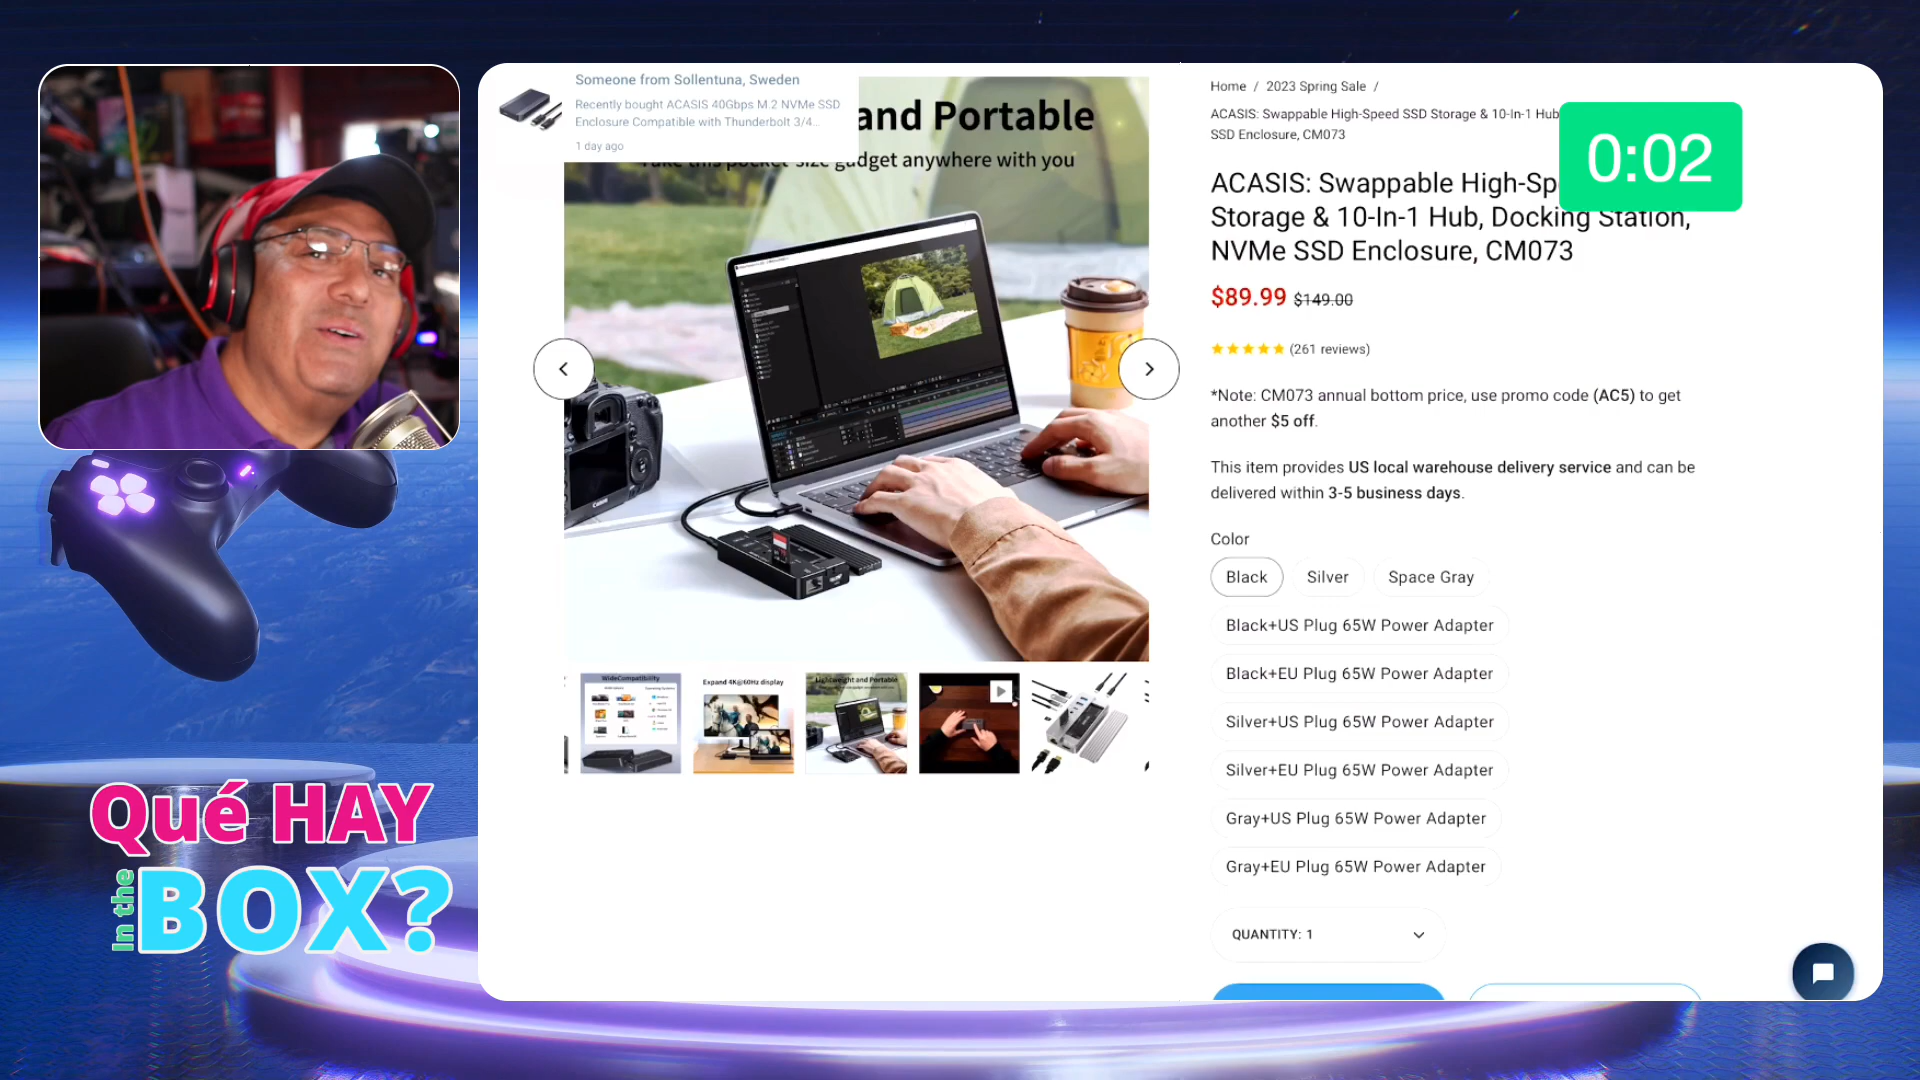 Someone from Sollentuna, Sweden
Recently bought ACASIS 40Gbps M.2 NVMe SSD
Enclosure Compatible with Thunderbolt 3/4...
1 day ago
and Portable
gadget anywhere with you
WideCompatibility
Expand 4K@60Hz display
Lightweight and Portable
Home / 2023 Spring Sale /
ACASIS: Swappable High-Speed SSD Storage & 10-In-1 Hub
SSD Enclosure, CM073
0:02
ACASIS: Swappable High-Sp
Storage & 10-In-1 Hub, Docking Station,
NVMe SSD Enclosure, CM073
$89.99 $149.00
(261 reviews)
*Note: CM073 annual bottom price, use promo code (AC5) to get
another $5 off.
This item provides US local warehouse delivery service and can be
delivered within 3-5 business days.
Color
Black Silver Space Gray
Black+US Plug 65W Power Adapter
Black+EU Plug 65W Power Adapter
Silver+US Plug 65W Power Adapter
Silver+EU Plug 65W Power Adapter
Gray+US Plug 65W Power Adapter
Gray+EU Plug 65W Power Adapter
QUANTITY: 1
Qué HAY
In the
BOX?
Canon